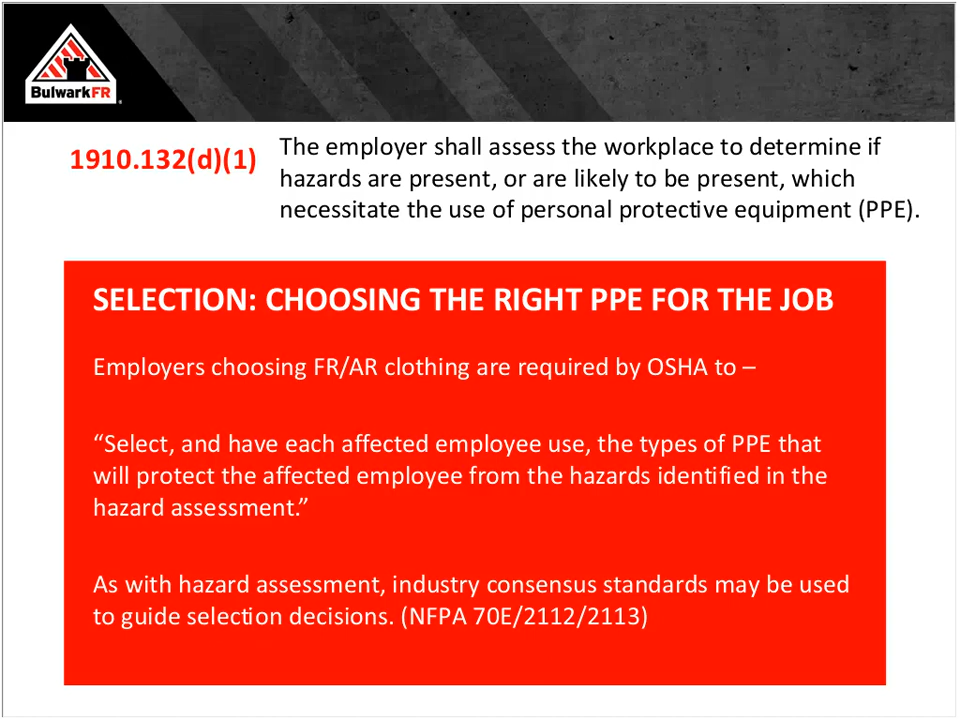 BulwarkFR
1910.132(d)(1)
The employer shall assess the workplace to determine if
hazards are present, or are likely to be present, which
necessitate the use of personal protective equipment (PPE).
SELECTION: CHOOSING THE RIGHT PPE FOR THE JOB
Employers choosing FR/AR clothing are required by OSHA to –
“Select, and have each affected employee use, the types of PPE that
will protect the affected employee from the hazards identified in the
hazard assessment.”
As with hazard assessment, industry consensus standards may be used
to guide selection decisions. (NFPA 70E/2112/2113)